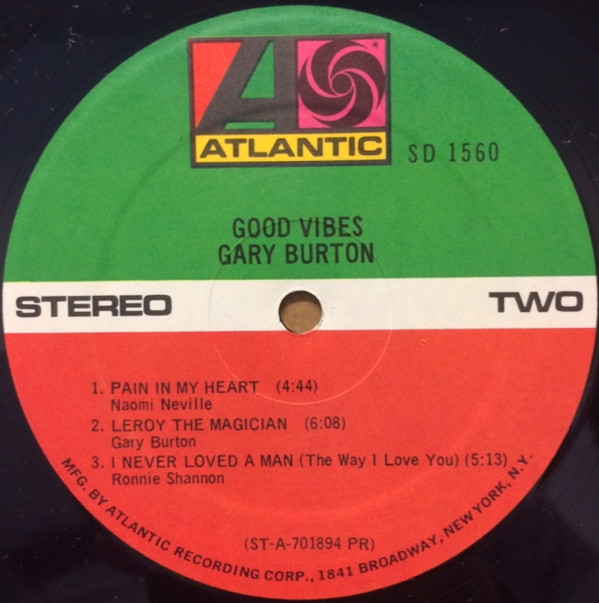 ATLANTIC
SD 1560
GOOD VIBES
GARY BURTON
STEREO
TWO
1. PAIN IN MY HEART (4:44)
Naomi Neville
2. LEROY THE MAGICIAN (6:08)
Gary Burton
3. I NEVER LOVED A MAN (The Way I Love You) (5:13)
Ronnie Shannon
(ST-A-701894 PR)
MFG. BY ATLANTIC RECORDING CORP., 1841 BROADWAY, NEW YORK, N.Y.